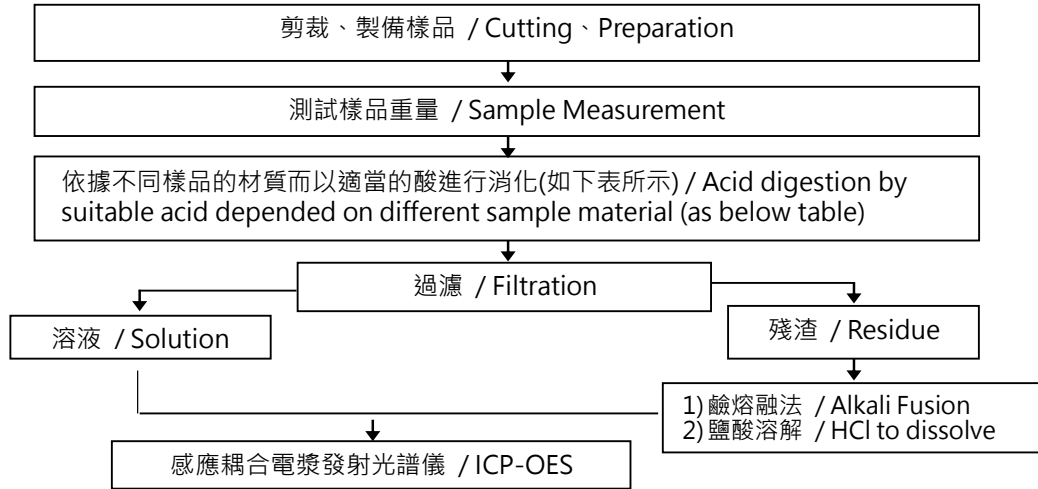 剪裁、製備樣品 / Cutting、Preparation
測試樣品重量 / Sample Measurement
依據不同樣品的材質而以適當的酸進行消化(如下表所示) / Acid digestion by
suitable acid depended on different sample material (as below table)
過濾 / Filtration
溶液 / Solution
殘渣 / Residue
1) 鹼熔融法 / Alkali Fusion
2) 鹽酸溶解 / HCl to dissolve
感應耦合電漿發射光譜儀 / ICP-OES